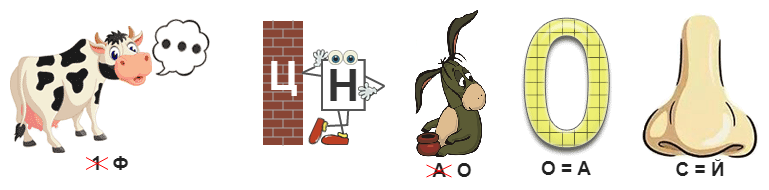 Ц Н О
1 Ф А О О = А С = Й